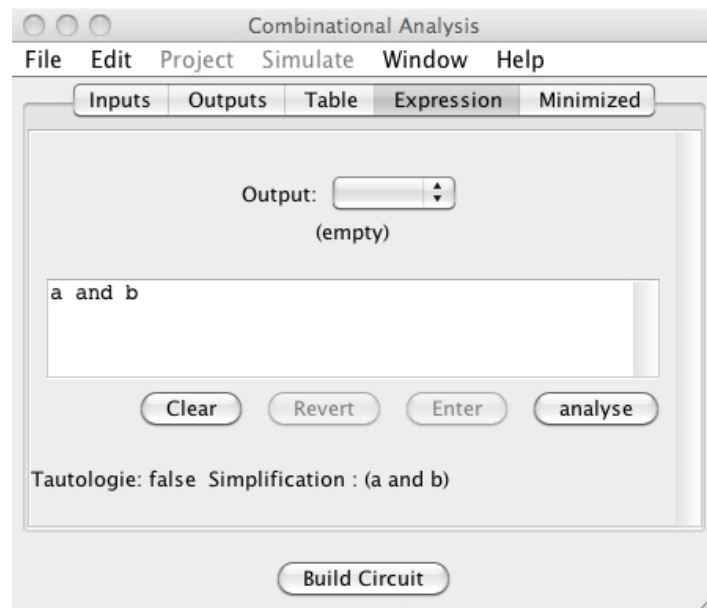 Combinational Analysis
File Edit Project Simulate Window Help
Inputs Outputs Table Expression Minimized
Output:
(empty)
a and b
Clear Revert Enter analyse
Tautologie: false Simplification : (a and b)
Build Circuit